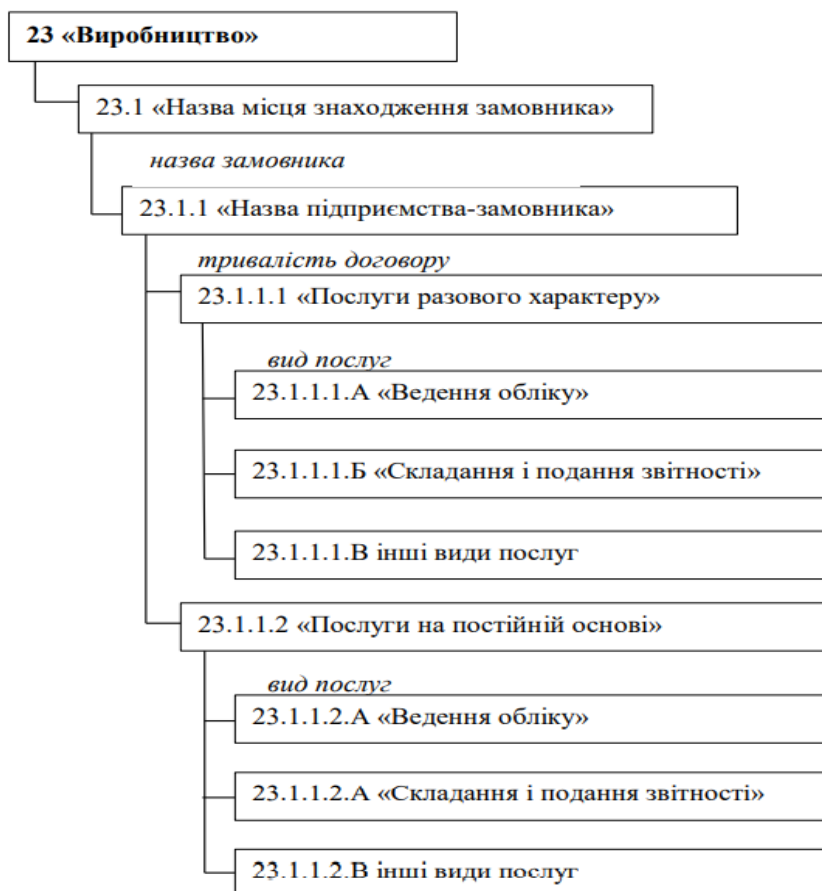 23 «Виробництво»
23.1 «Назва місця знаходження замовника»
назва замовника
23.1.1 «Назва підприємства-замовника»
тривалість договору
23.1.1.1 «Послуги разового характеру»
вид послуг
23.1.1.1.А «Ведення обліку»
23.1.1.1.Б «Складання і подання звітності»
23.1.1.1.В інші види послуг
23.1.1.2 «Послуги на постійній основі»
вид послуг
23.1.1.2.А «Ведення обліку»
23.1.1.2.А «Складання і подання звітності»
23.1.1.2.В інші види послуг